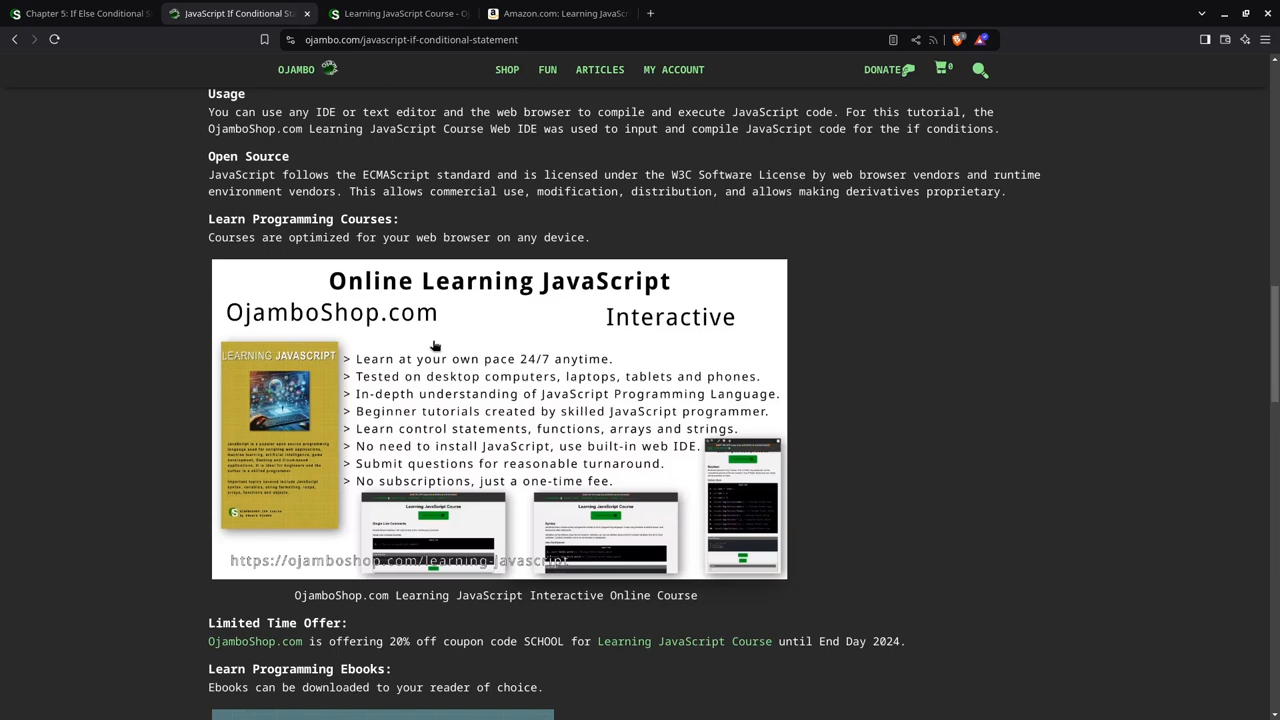 Chapter 5: If Else Conditional S
JavaScript If Conditional Sta
Learning JavaScript Course - Oj
Amazon.com: Learning JavaScr
ojambo.com/javascript-if-conditional-statement
OJAMBO
SHOP
FUN
ARTICLES
MY ACCOUNT
DONATE
0
Usage
You can use any IDE or text editor and the web browser to compile and execute JavaScript code. For this tutorial, the
OjamboShop.com Learning JavaScript Course Web IDE was used to input and compile JavaScript code for the if conditions.
Open Source
JavaScript follows the ECMAScript standard and is licensed under the W3C Software License by web browser vendors and runtime
environment vendors. This allows commercial use, modification, distribution, and allows making derivatives proprietary.
Learn Programming Courses:
Courses are optimized for your web browser on any device.
Online Learning JavaScript
OjamboShop.com
Interactive
LEARNING JAVASCRIPT
> Learn at your own pace 24/7 anytime.
> Tested on desktop computers, laptops, tablets and phones.
> In-depth understanding of JavaScript Programming Language.
> Beginner tutorials created by skilled JavaScript programmer.
> Learn control statements, functions, arrays and strings.
> No need to install JavaScript, use built-in web IDE.
> Submit questions for reasonable turnaround.
> No subscriptions, just a one-time fee.
Learning JavaScript Course
Learning JavaScript Course
https://ojamboshop.com/learning-javascript
OjamboShop.com Learning JavaScript Interactive Online Course
Limited Time Offer:
OjamboShop.com is offering 20% off coupon code SCHOOL for Learning JavaScript Course until End Day 2024.
Learn Programming Ebooks:
Ebooks can be downloaded to your reader of choice.